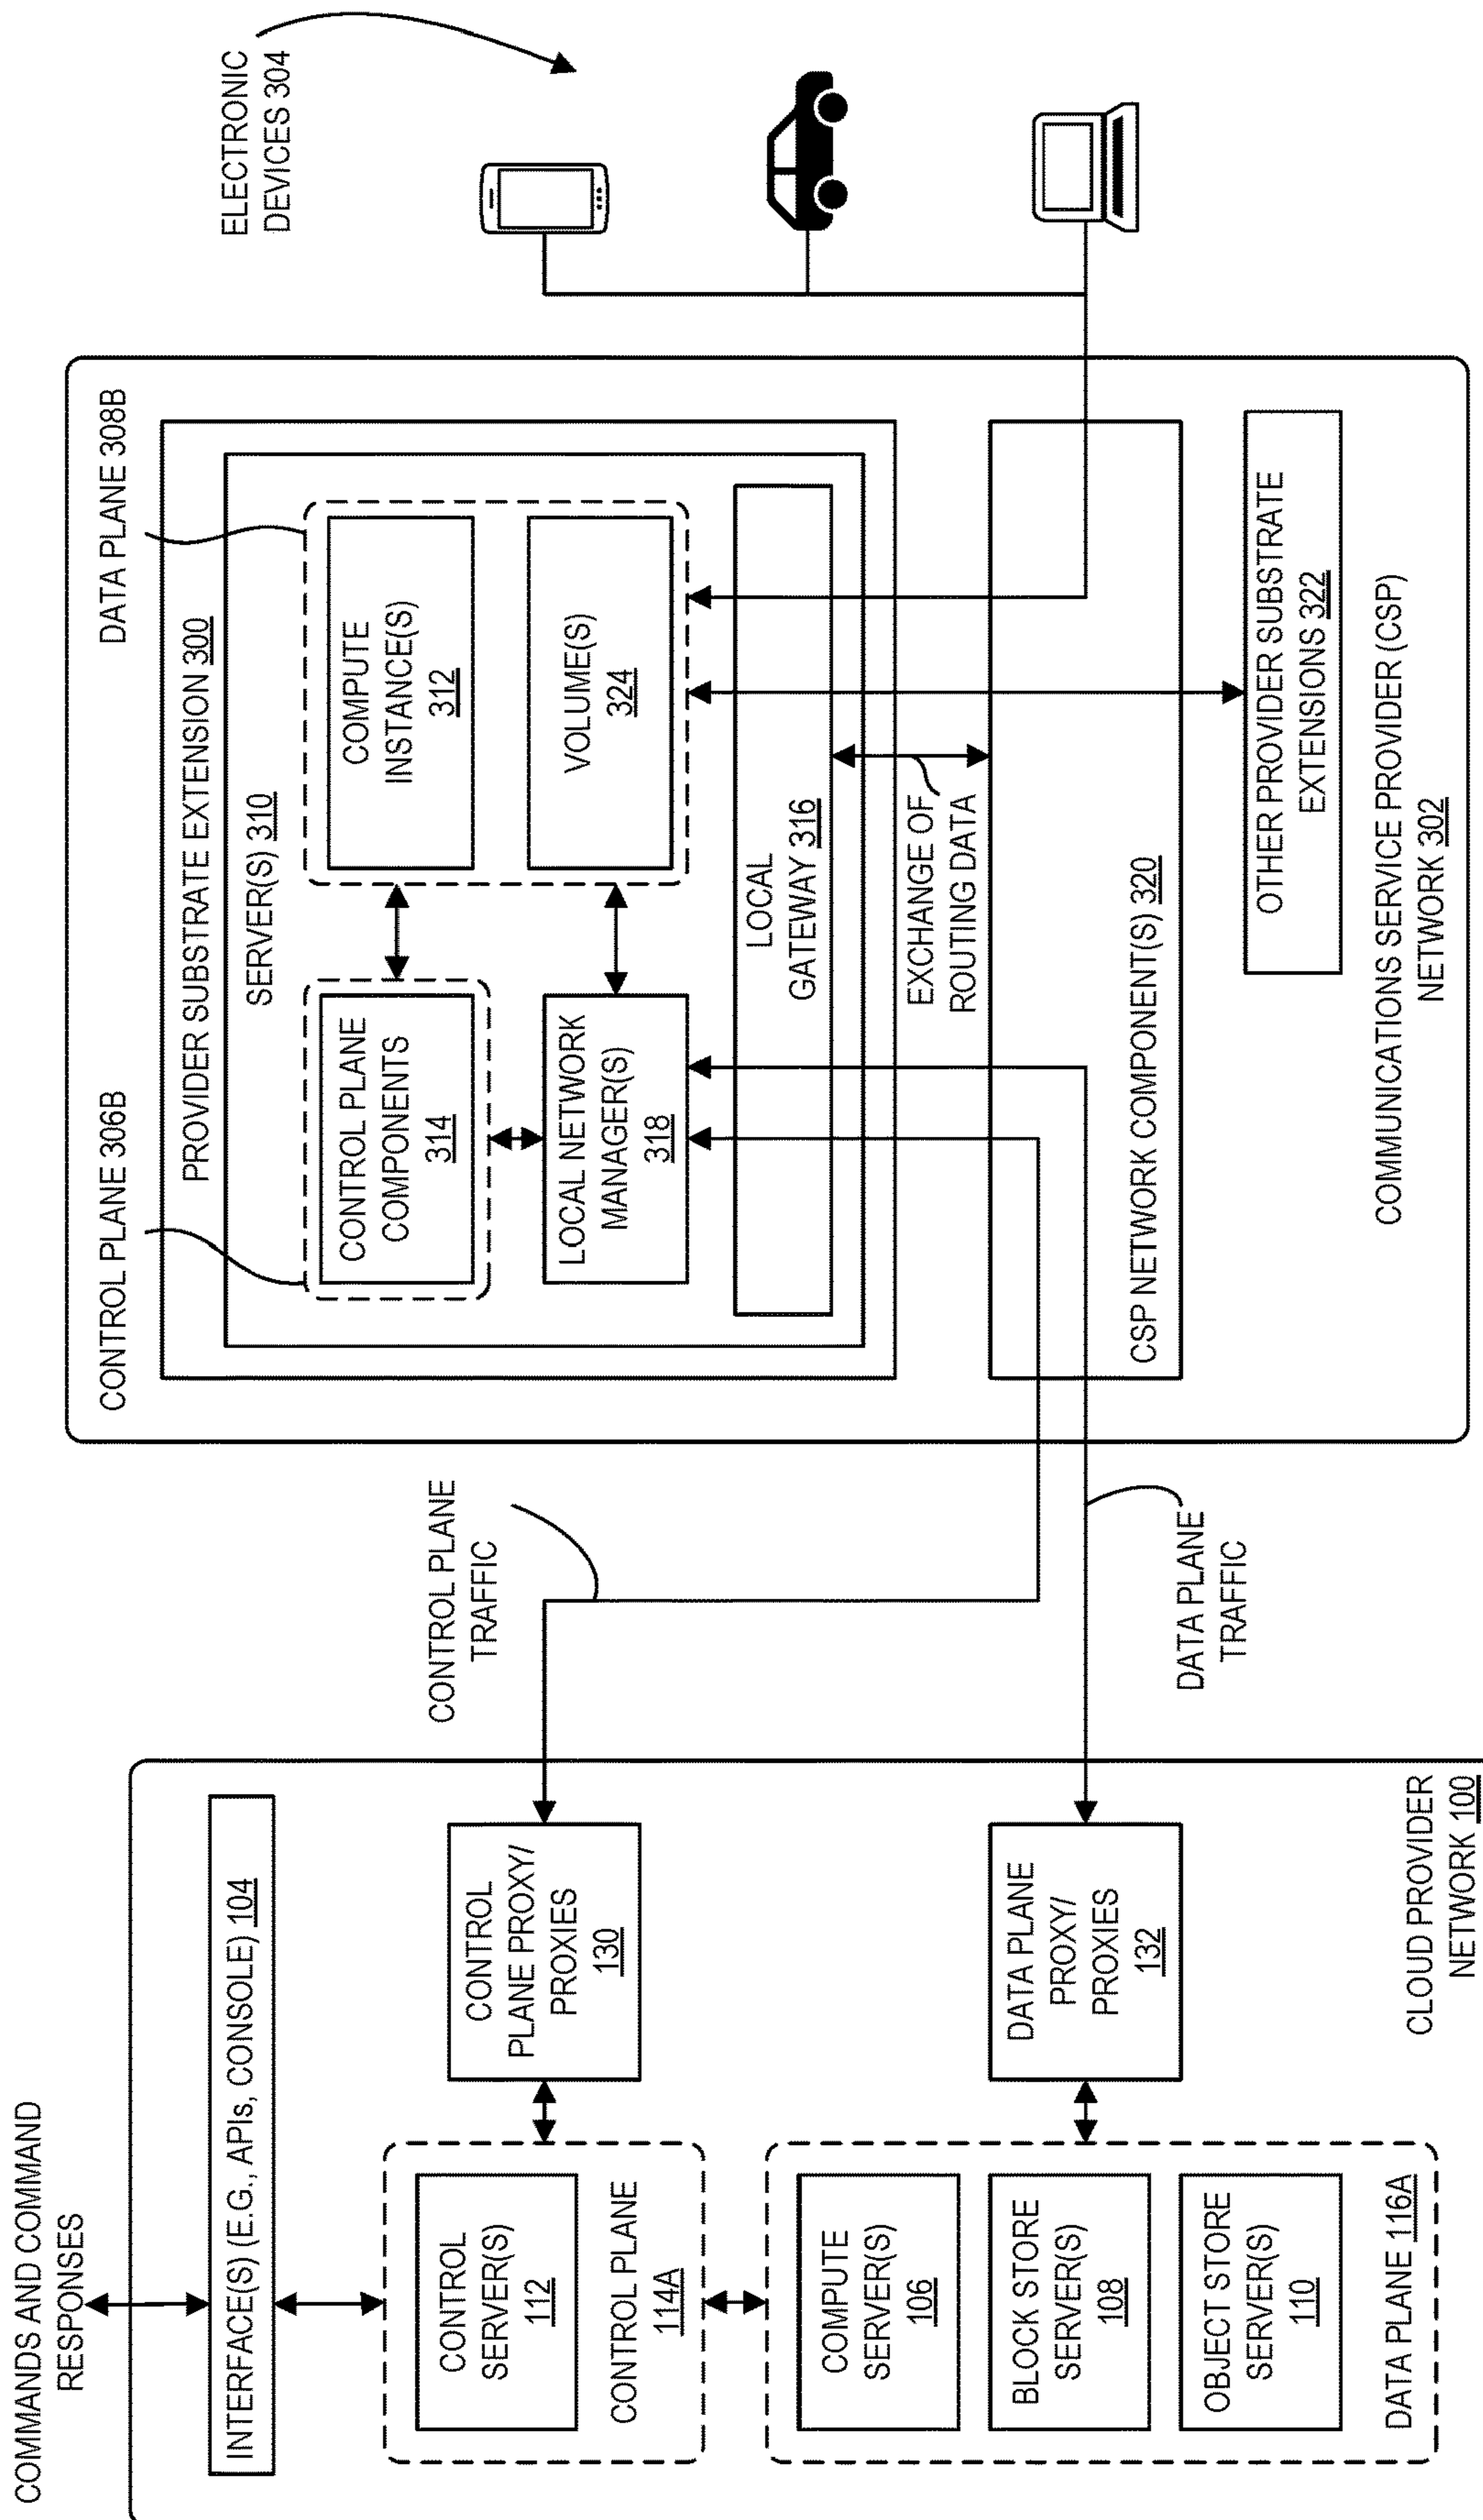 COMMANDS AND COMMAND
RESPONSES
INTERFACE(S) (E.G., APIs, CONSOLE) 104
CONTROL
SERVER(S)
112
CONTROL PLANE
114A
CONTROL
PLANE PROXY/
PROXIES
130
COMPUTE
SERVER(S)
106
BLOCK STORE
SERVER(S)
108
OBJECT STORE
SERVER(S)
110
DATA PLANE 116A
DATA PLANE
PROXY/
PROXIES
132
CLOUD PROVIDER
NETWORK 100
CONTROL PLANE
TRAFFIC
DATA PLANE
TRAFFIC
CONTROL PLANE 306B
DATA PLANE 308B
PROVIDER SUBSTRATE EXTENSION 300
SERVER(S) 310
CONTROL PLANE
COMPONENTS
314
COMPUTE
INSTANCE(S)
312
LOCAL NETWORK
MANAGER(S)
318
VOLUME(S)
324
LOCAL
GATEWAY 316
EXCHANGE OF
ROUTING DATA
CSP NETWORK COMPONENT(S) 320
OTHER PROVIDER SUBSTRATE
EXTENSIONS 322
COMMUNICATIONS SERVICE PROVIDER (CSP)
NETWORK 302
ELECTRONIC
DEVICES 304